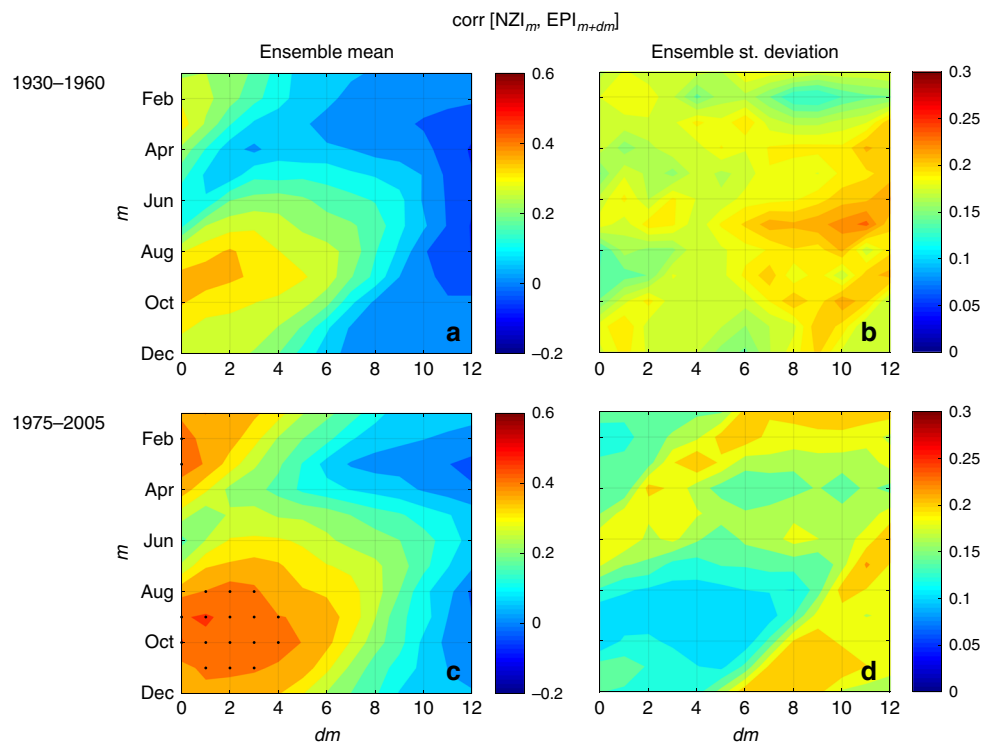 corr [NZIm, EPIm+dm]
Ensemble mean
Ensemble st. deviation
1930–1960
Feb
Apr
Jun
Aug
Oct
Dec
m
0 2 4 6 8 10 12
a
0.6
0.4
0.2
0
–0.2
0 2 4 6 8 10 12
b
0.3
0.25
0.2
0.15
0.1
0.05
0
1975–2005
Feb
Apr
Jun
Aug
Oct
Dec
m
0 2 4 6 8 10 12
dm
c
0.6
0.4
0.2
0
–0.2
0 2 4 6 8 10 12
dm
d
0.3
0.25
0.2
0.15
0.1
0.05
0